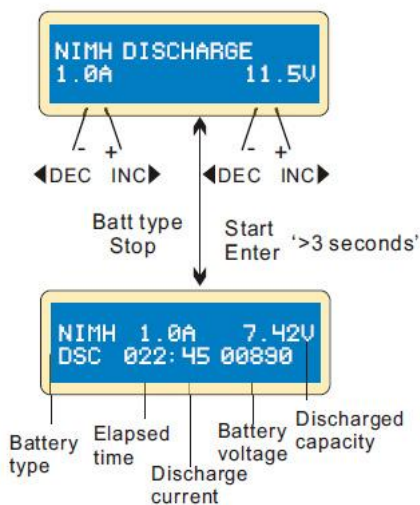 NIMH DISCHARGE
1.0A 11.5V
- + - +
◀DEC INC▶ ◀DEC INC▶
Batt type Start '>3 seconds'
Stop Enter
NIMH 1.0A 7.42V
DSC 022:45 00890
Battery type
Elapsed time
Discharge current
Battery voltage
Discharged capacity